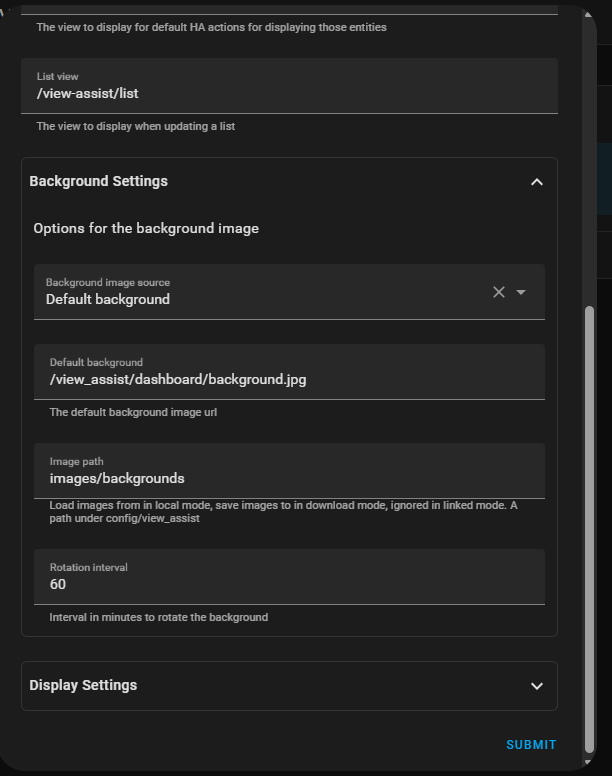 The view to display for default HA actions for displaying those entities
List view
/view-assist/list
The view to display when updating a list
Background Settings
Options for the background image
Background image source
Default background
Default background
/view_assist/dashboard/background.jpg
The default background image url
Image path
images/backgrounds
Load images from in local mode, save images to in download mode, ignored in linked mode. A
path under config/view_assist
Rotation interval
60
Interval in minutes to rotate the background
Display Settings
SUBMIT